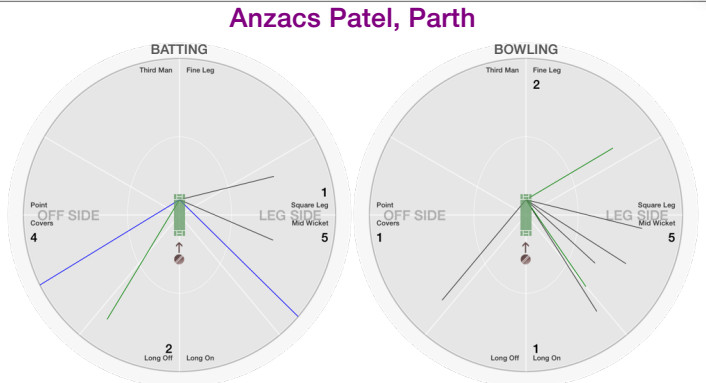 Anzacs Patel, Parth
BATTING
Third Man
Fine Leg
1
Point
Square Leg
OFF SIDE
LEG SIDE
Covers
Mid Wicket
4
5
2
Long Off
Long On
BOWLING
Third Man
Fine Leg
2
Point
Square Leg
OFF SIDE
LEG SIDE
Covers
Mid Wicket
1
5
1
Long Off
Long On